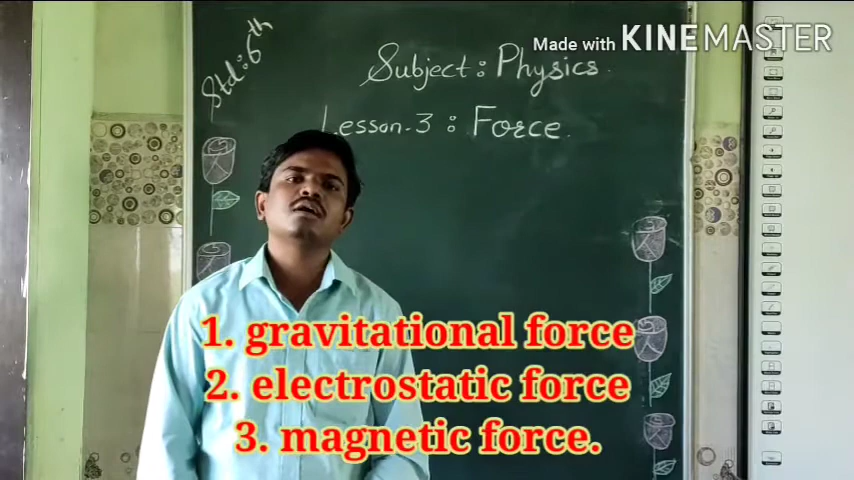 Made with KINEMASTER
Std: 6th
Subject: Physics
Lesson-3: Force.
1. gravitational force
2. electrostatic force
3. magnetic force.